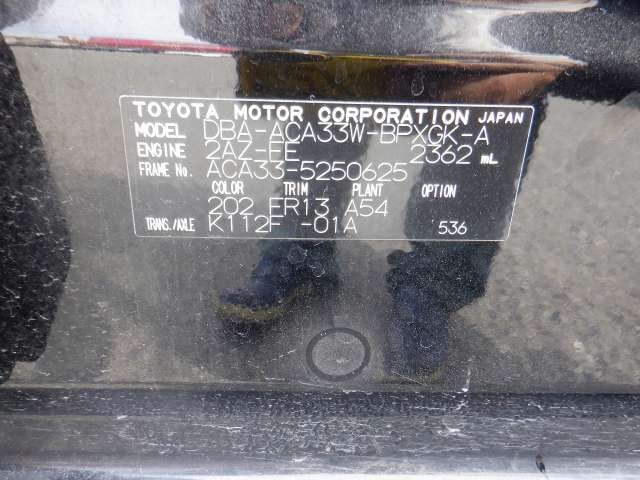 TOYOTA MOTOR CORPORATION JAPAN
MODEL DBA-ACA33W-BPXGK-A
ENGINE 2AZ-FE 2362 mL
FRAME No. ACA33-5250625
COLOR TRIM PLANT OPTION
202 FR13 A54
TRANS./AXLE K112F -01A 536